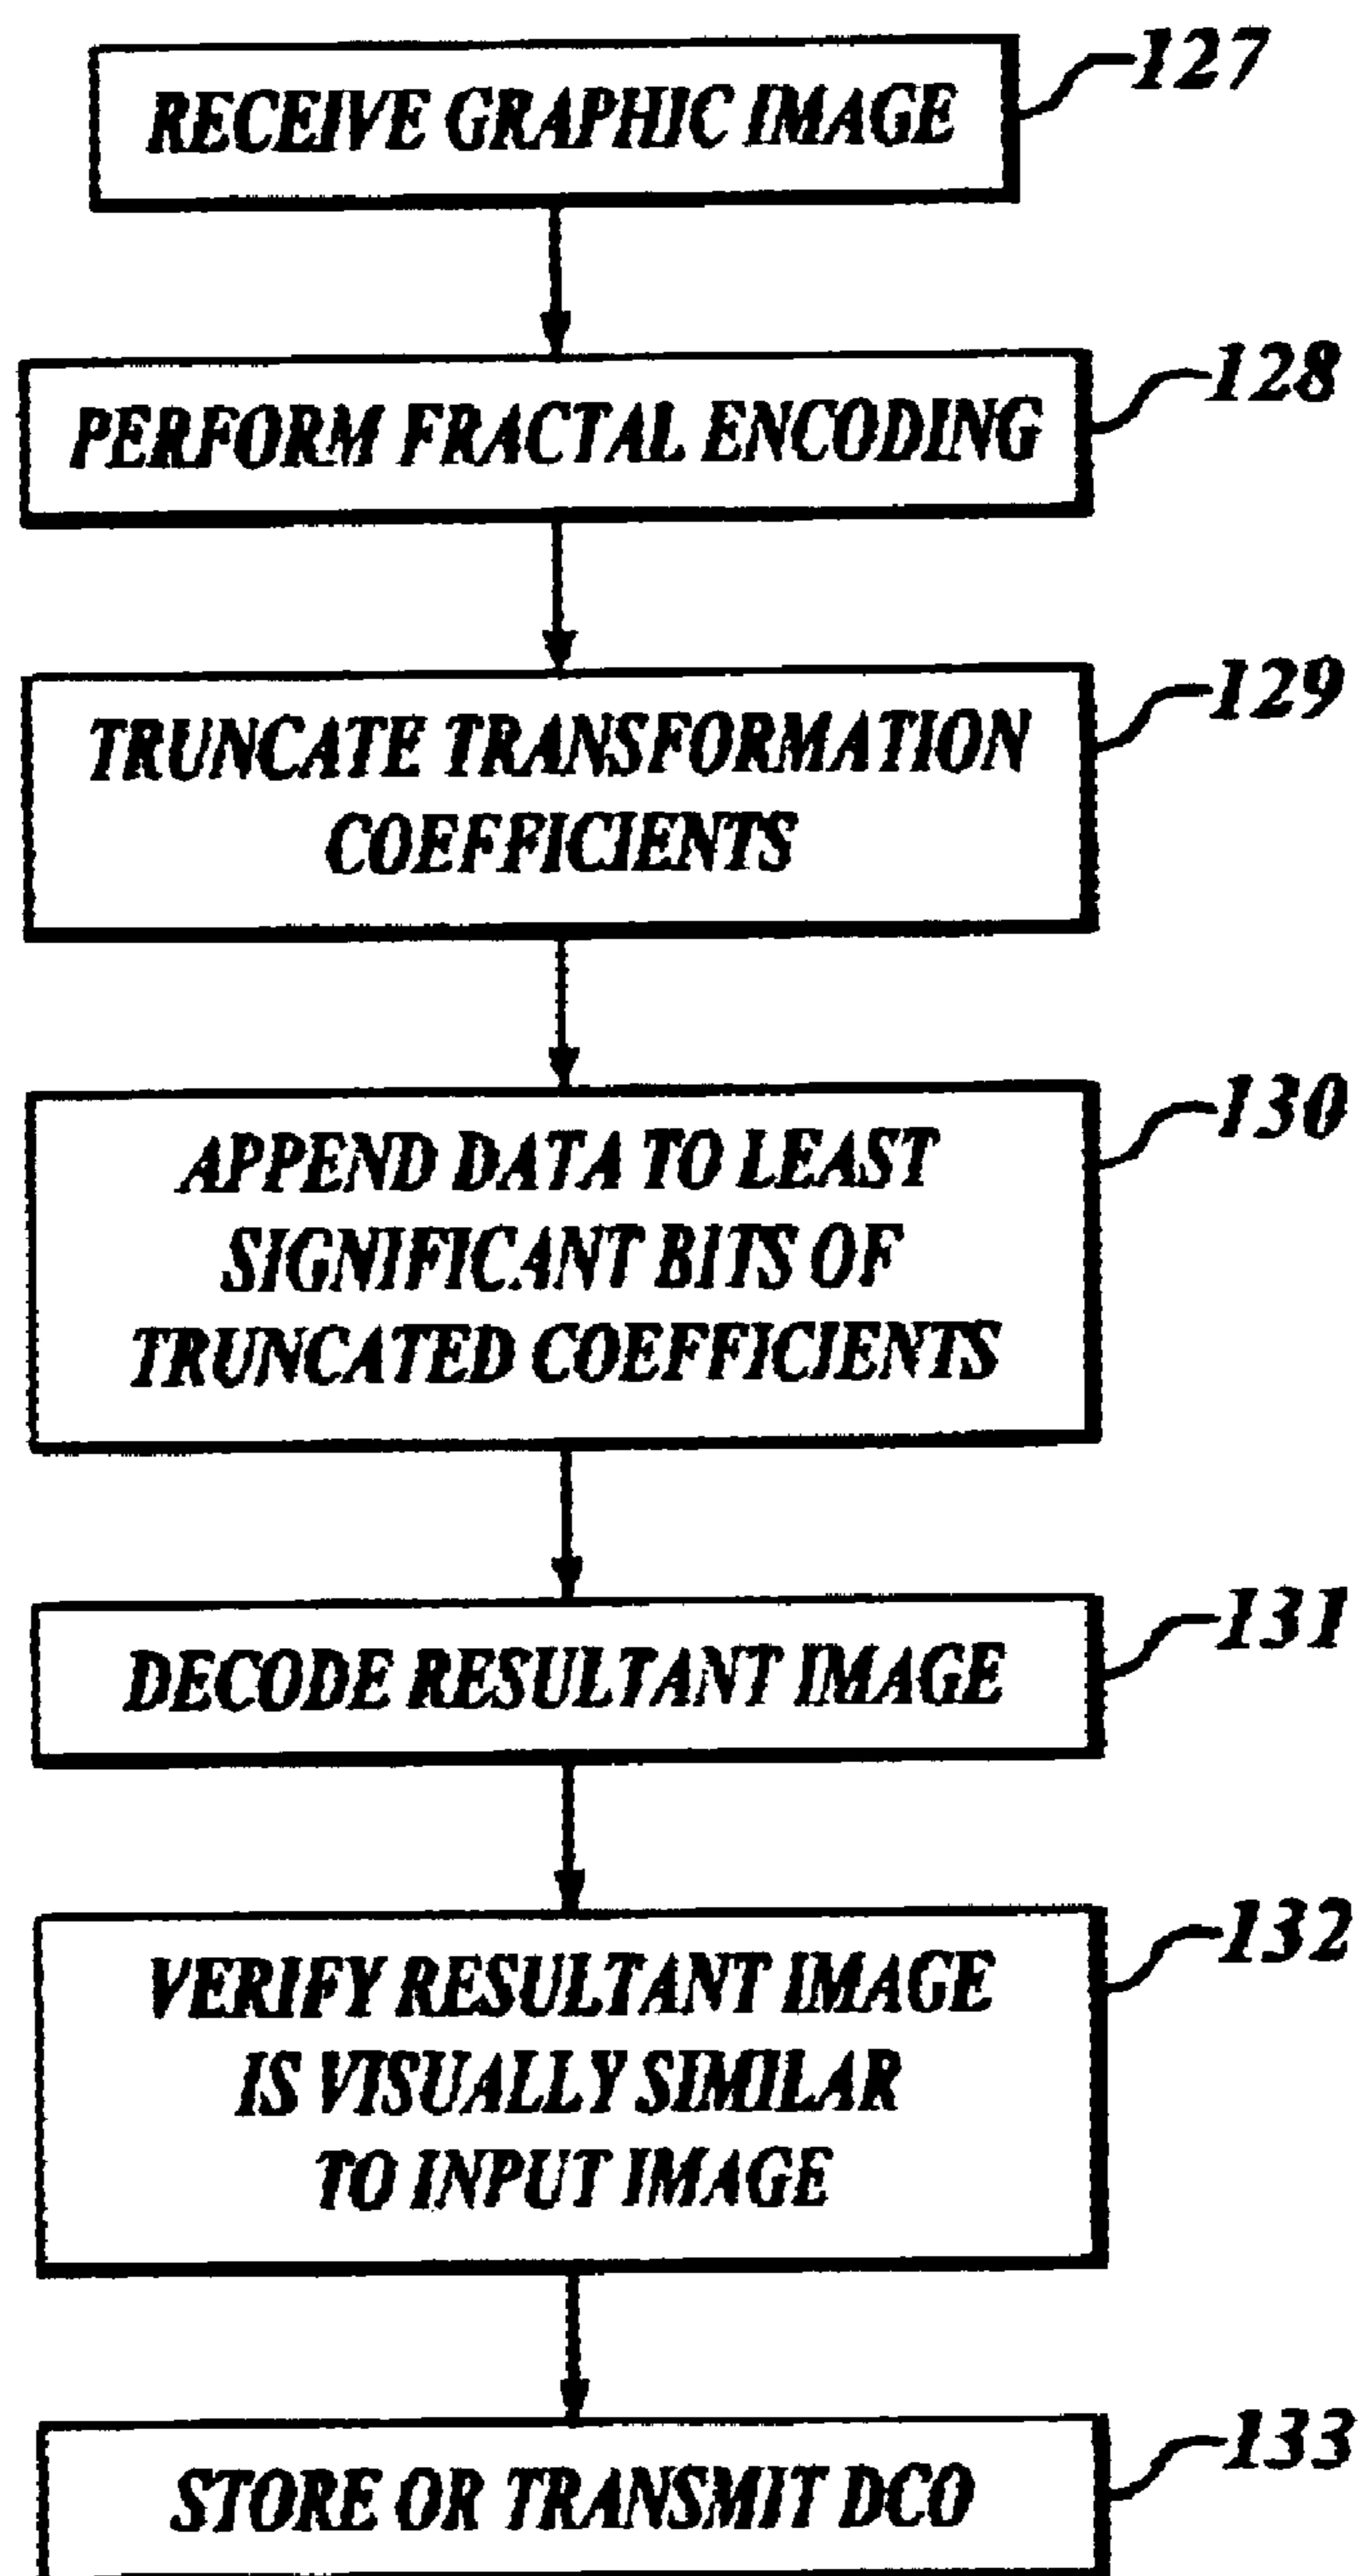 RECEIVE GRAPHIC IMAGE
127
PERFORM FRACTAL ENCODING
128
TRUNCATE TRANSFORMATION
COEFFICIENTS
129
APPEND DATA TO LEAST
SIGNIFICANT BITS OF
TRUNCATED COEFFICIENTS
130
DECODE RESULTANT IMAGE
131
VERIFY RESULTANT IMAGE
IS VISUALLY SIMILAR
TO INPUT IMAGE
132
STORE OR TRANSMIT DCO
133